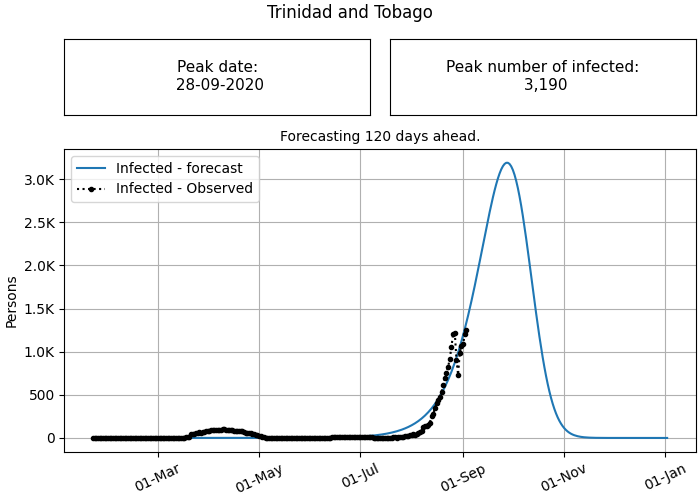 Trinidad and Tobago
Peak date:
28-09-2020
Peak number of infected:
3,190
Forecasting 120 days ahead.
Infected - forecast
Infected - Observed
3.0K
2.5K
2.0K
1.5K
1.0K
500
0
Persons
01-Mar
01-May
01-Jul
01-Sep
01-Nov
01-Jan